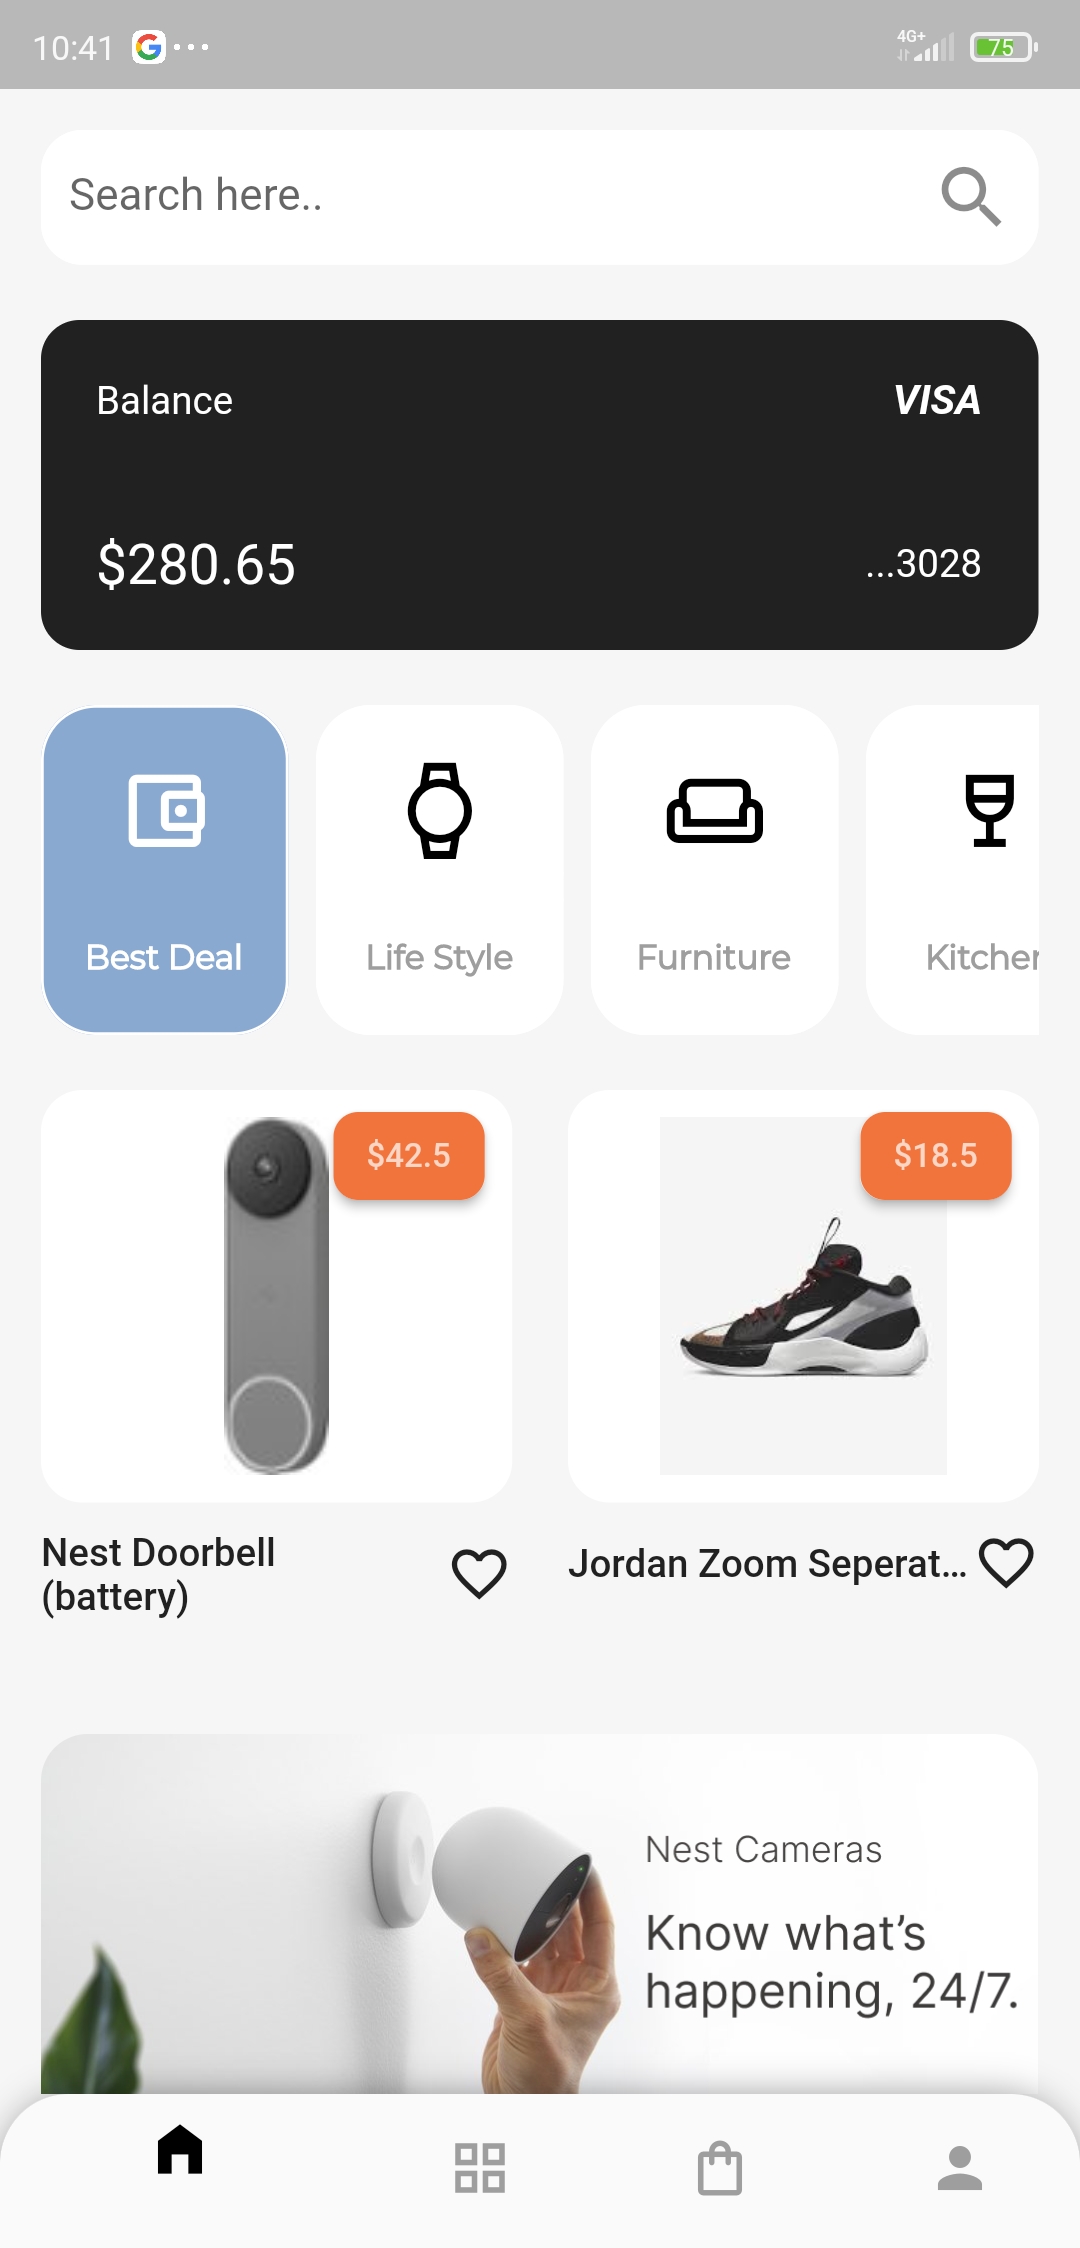 10:41
4G+
75
Search here..
Balance
VISA
$280.65
...3028
Best Deal
Life Style
Furniture
Kitchen
$42.5
$18.5
Nest Doorbell
(battery)
Jordan Zoom Seperat...
Nest Cameras
Know what’s
happening, 24/7.